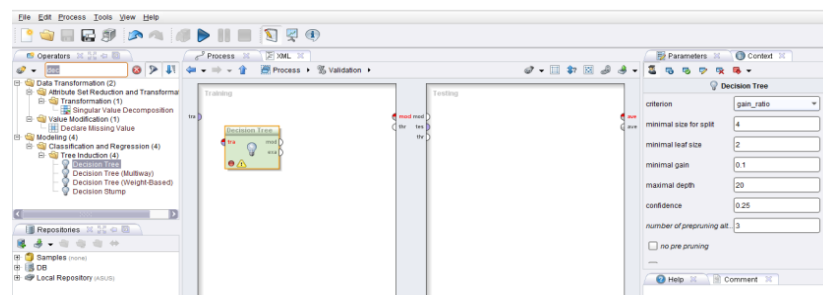 File Edit Process Tools View Help
Operators
Process
XML
Parameters
Context
Process
Validation
Data Transformation (2)
Attribute Set Reduction and Transforma
Transformation (1)
Singular Value Decomposition
Value Modification (1)
Declare Missing Value
Modeling (4)
Classification and Regression (4)
Tree Induction (4)
Decision Tree
Decision Tree (Multiway)
Decision Tree (Weight-Based)
Decision Stump
Repositories
Samples (none)
DB
Local Repository (ASUS)
Training
tra
Decision Tree
tra mod
exa
mod mod
thr tes
thr
Testing
ave
ave
Decision Tree
criterion gain_ratio
minimal size for split 4
minimal leaf size 2
minimal gain 0.1
maximal depth 20
confidence 0.25
number of prepruning alt... 3
no pre pruning
Help
Comment